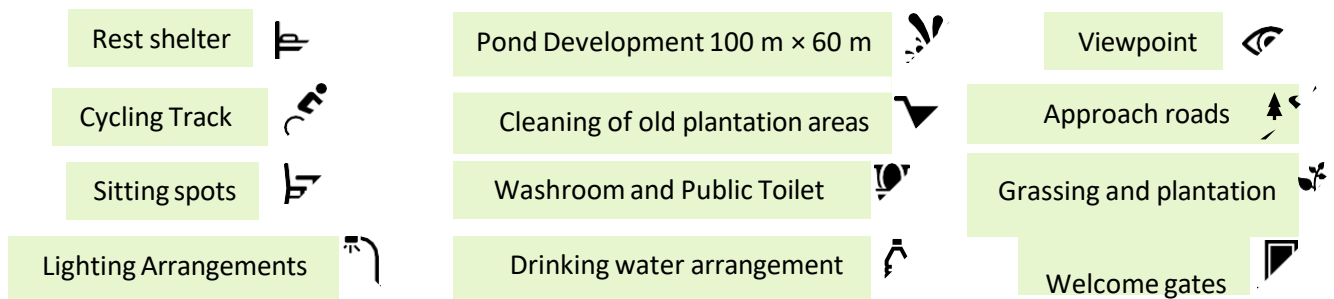 Rest shelter
Pond Development 100 m × 60 m
Viewpoint
Cycling Track
Cleaning of old plantation areas
Approach roads
Sitting spots
Washroom and Public Toilet
Grassing and plantation
Lighting Arrangements
Drinking water arrangement
Welcome gates